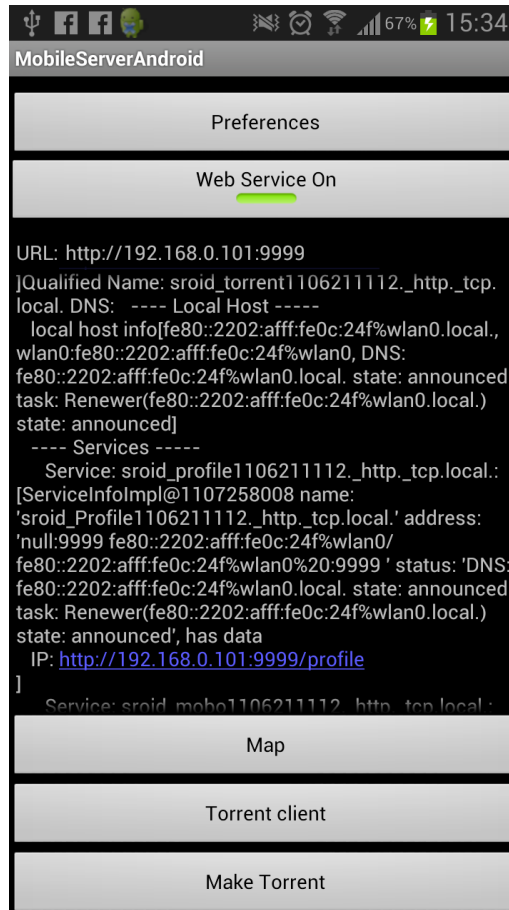 67% 15:34
MobileServerAndroid
Preferences
Web Service On
URL: http://192.168.0.101:9999
]Qualified Name: sroid_torrent1106211112._http._tcp.
local. DNS:   ---- Local Host -----
local host info[fe80::2202:afff:fe0c:24f%wlan0.local.,
wlan0:fe80::2202:afff:fe0c:24f%wlan0, DNS:
fe80::2202:afff:fe0c:24f%wlan0.local. state: announced
task: Renewer(fe80::2202:afff:fe0c:24f%wlan0.local.)
state: announced]
---- Services -----
Service: sroid_profile1106211112._http._tcp.local.:
[ServiceInfoImpl@1107258008 name:
'sroid_Profile1106211112._http._tcp.local.' address:
'null:9999 fe80::2202:afff:fe0c:24f%wlan0/
fe80::2202:afff:fe0c:24f%wlan0%20:9999 ' status: 'DNS:
fe80::2202:afff:fe0c:24f%wlan0.local. state: announced
task: Renewer(fe80::2202:afff:fe0c:24f%wlan0.local.)
state: announced', has data
IP: http://192.168.0.101:9999/profile
]
Service: sroid_mobo1106211112._http._tcp.local.:
Map
Torrent client
Make Torrent